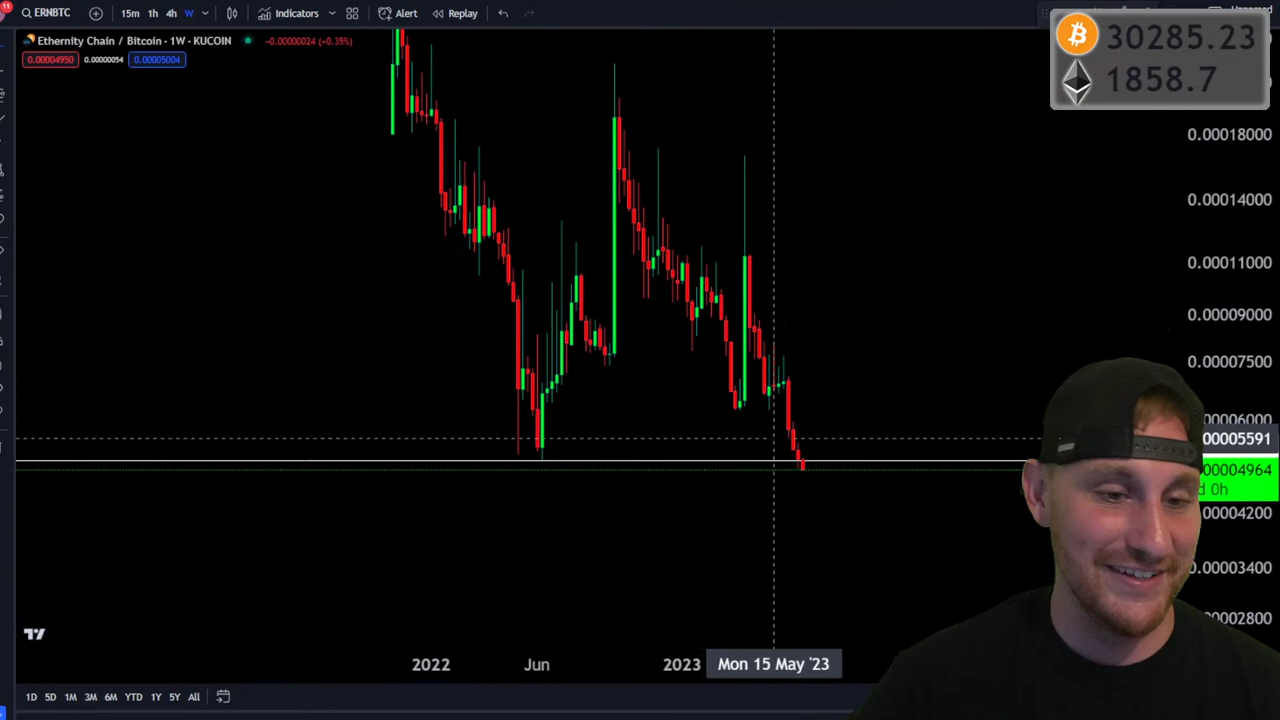 11
ERNBTC
15m 1h 4h W
Indicators
Alert
Replay
Ethernity Chain / Bitcoin · 1W · KUCOIN
-0.00000024 (-0.35%)
0.00004950
0.00000054
0.00005004
30285.23
1858.7
0.00018000
0.00014000
0.00011000
0.00009000
0.00007500
0.00006000
00005591
00004964
d 0h
0.00004200
0.00003400
0.00002800
2022
Jun
2023
Mon 15 May '23
1D 5D 1M 3M 6M YTD 1Y 5Y All